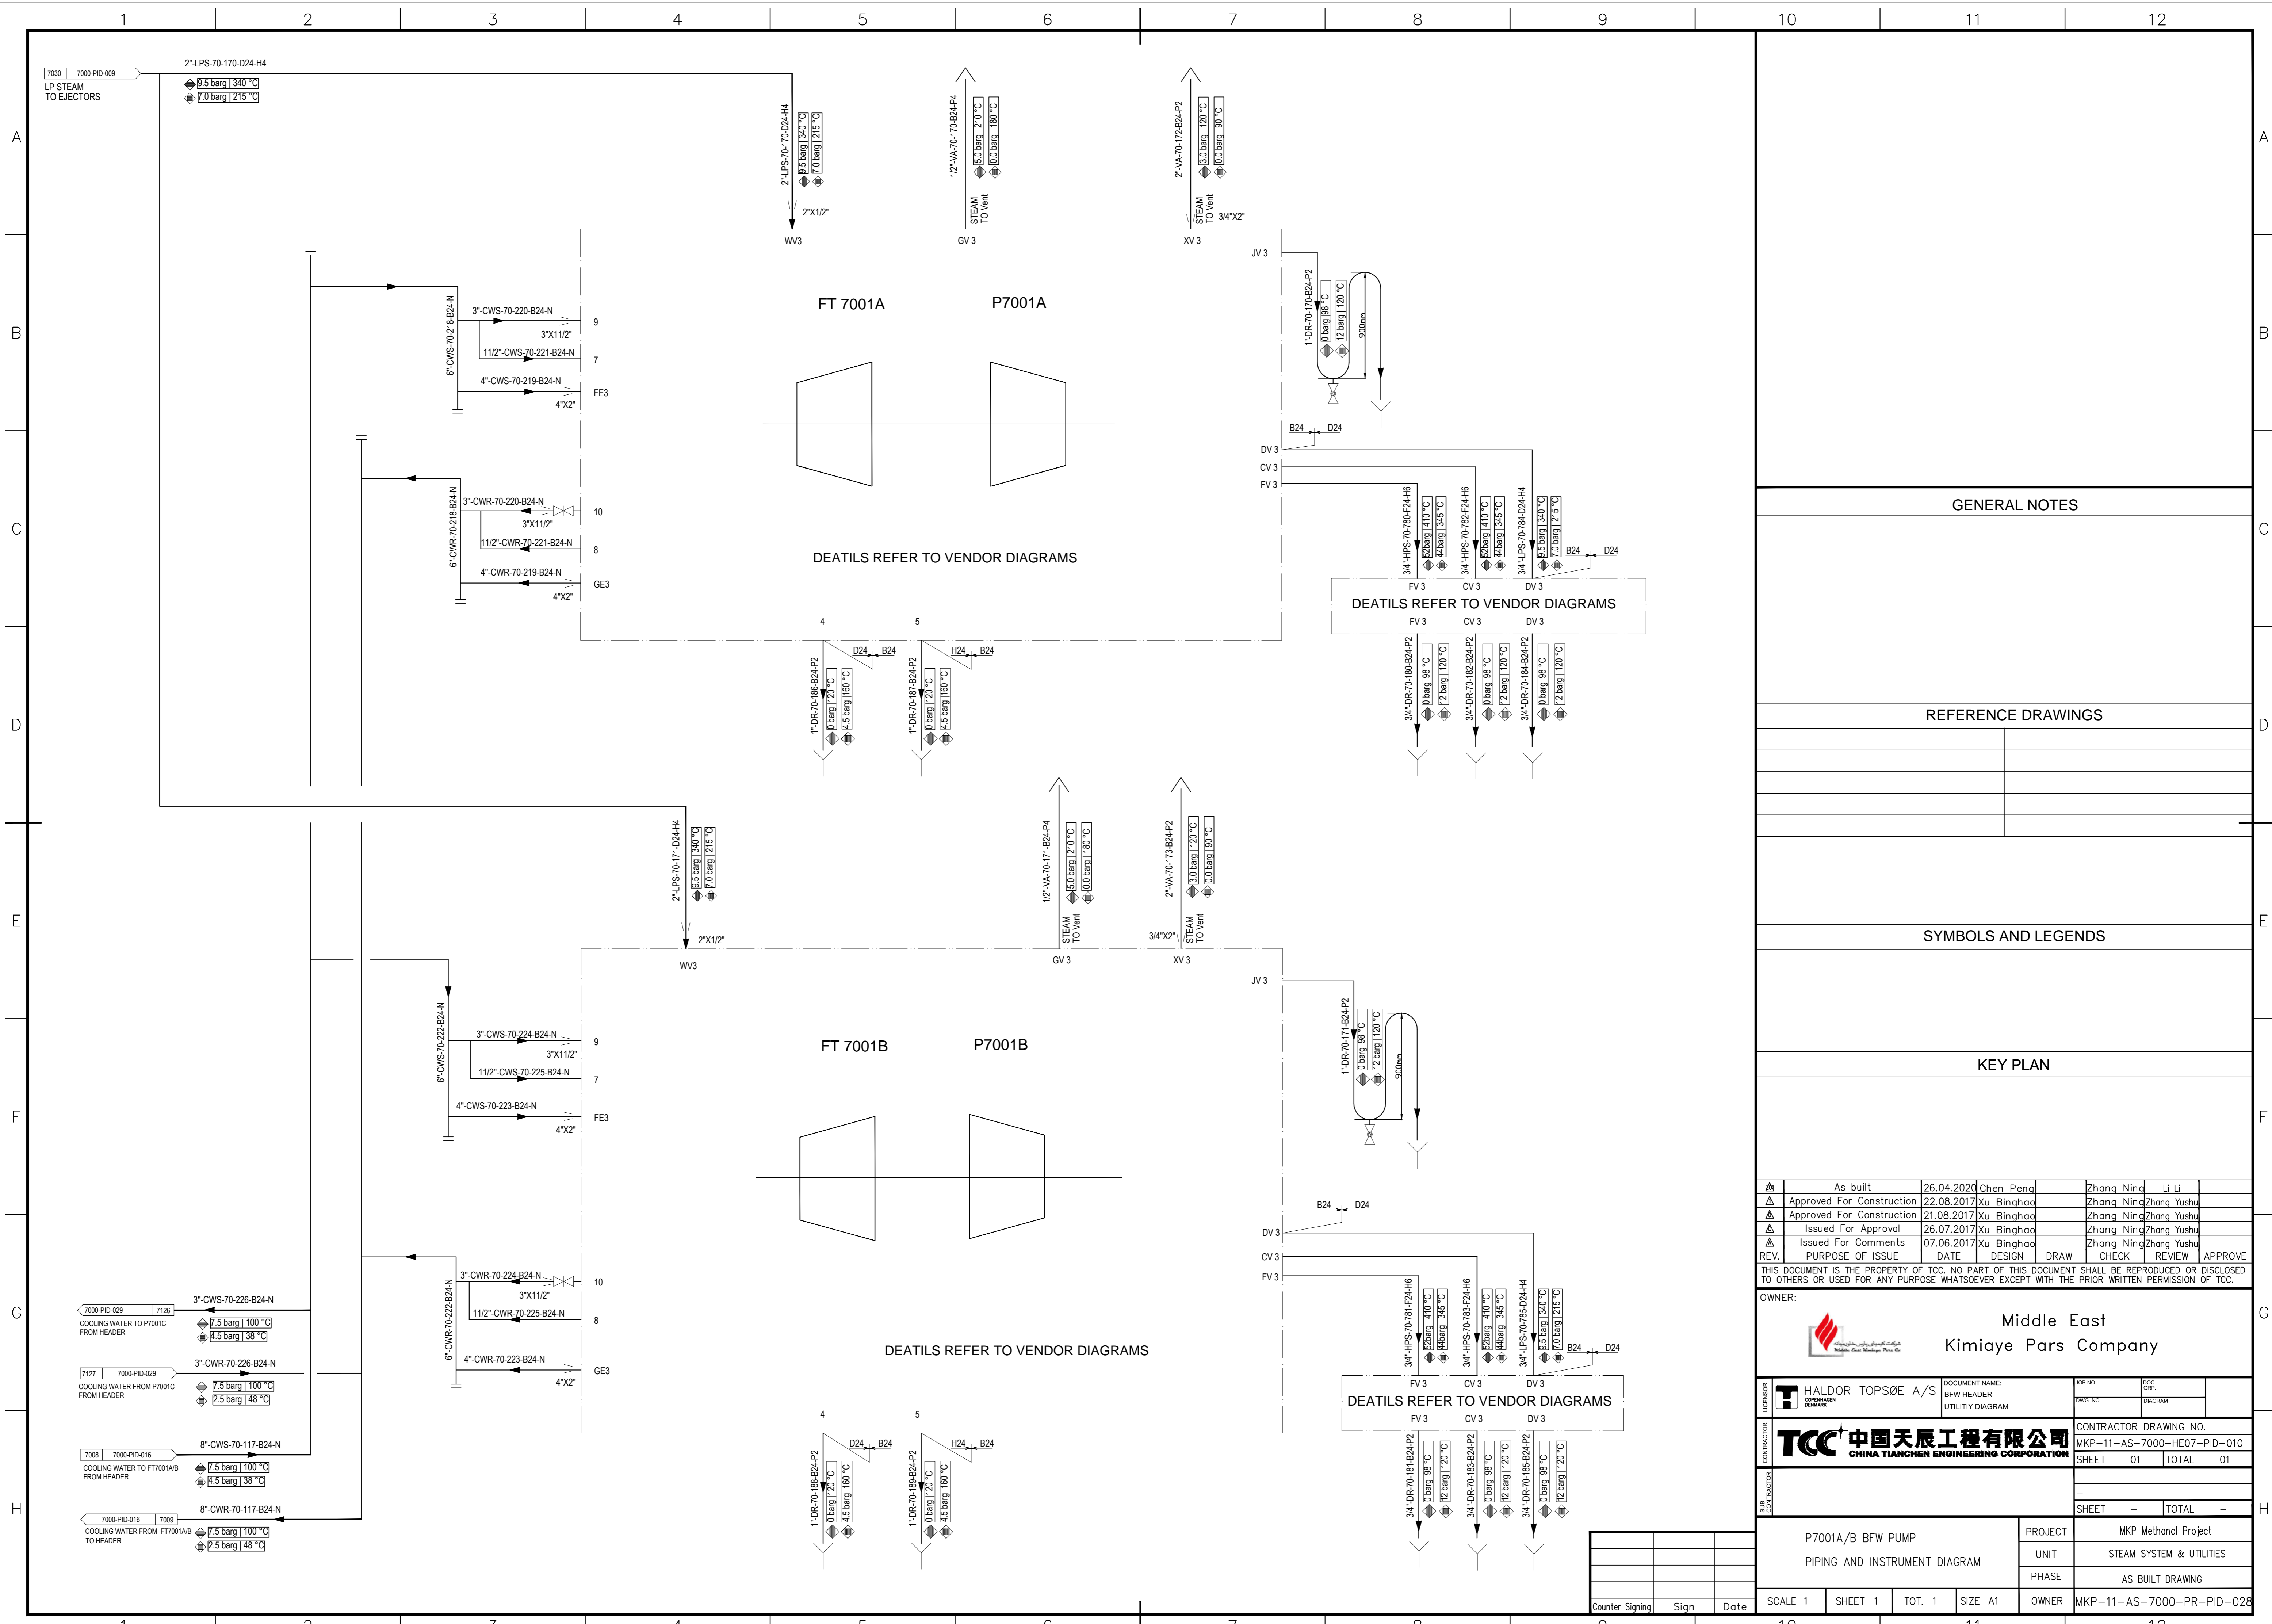 1 2 3 4 5 6 7 8 9 10 11 12
A
B
C
D
E
F
G
H
7030 7000-PID-009
LP STEAM
TO EJECTORS
2"-LPS-70-170-D24-H4
9.5 barg 340 °C
7.0 barg 215 °C
2"-LPS-70-170-D24-H4
9.5 barg 340 °C
7.0 barg 215 °C
2"X1/2"
WV3
1/2"-VA-70-170-B24-P4
5.0 barg 210 °C
0.0 barg 180 °C
STEAM
TO Vent
GV 3
2"-VA-70-172-B24-P2
3.0 barg 120 °C
0.0 barg 90 °C
STEAM
TO Vent
3/4"X2"
XV 3
JV 3
1"-DR-70-170-B24-P2
0 barg 98 °C
12 barg 120 °C
900mm
FT 7001A
P7001A
6"-CWS-70-218-B24-N
3"-CWS-70-220-B24-N
3"X11/2"
9
11/2"-CWS-70-221-B24-N
7
4"-CWS-70-219-B24-N
4"X2"
FE3
6"-CWR-70-218-B24-N
3"-CWR-70-220-B24-N
3"X11/2"
10
11/2"-CWR-70-221-B24-N
8
4"-CWR-70-219-B24-N
4"X2"
GE3
DEATILS REFER TO VENDOR DIAGRAMS
B24 D24
DV 3
CV 3
FV 3
3/4"-HPS-70-780-F24-H6
52barg 410 °C
44barg 345 °C
3/4"-HPS-70-782-F24-H6
52barg 410 °C
44barg 345 °C
3/4"-LPS-70-784-D24-H4
9.5 barg 340 °C
7.0 barg 215 °C
B24 D24
FV 3 CV 3 DV 3
DEATILS REFER TO VENDOR DIAGRAMS
FV 3 CV 3 DV 3
3/4"-DR-70-180-B24-P2
0 barg 98 °C
12 barg 120 °C
3/4"-DR-70-182-B24-P2
0 barg 98 °C
12 barg 120 °C
3/4"-DR-70-184-B24-P2
0 barg 98 °C
12 barg 120 °C
4 5
D24 B24
H24 B24
1"-DR-70-186-B24-P2
0 barg 120 °C
4.5 barg 160 °C
1"-DR-70-187-B24-P2
0 barg 120 °C
4.5 barg 160 °C
2"-LPS-70-171-D24-H4
9.5 barg 340 °C
7.0 barg 215 °C
2"X1/2"
WV3
1/2"-VA-70-171-B24-P4
5.0 barg 210 °C
0.0 barg 180 °C
STEAM
TO Vent
GV 3
2"-VA-70-173-B24-P2
3.0 barg 120 °C
0.0 barg 90 °C
STEAM
TO Vent
3/4"X2"
XV 3
JV 3
1"-DR-70-171-B24-P2
0 barg 98 °C
12 barg 120 °C
900mm
FT 7001B
P7001B
6"-CWS-70-222-B24-N
3"-CWS-70-224-B24-N
3"X11/2"
9
11/2"-CWS-70-225-B24-N
7
4"-CWS-70-223-B24-N
4"X2"
FE3
6"-CWR-70-222-B24-N
3"-CWR-70-224-B24-N
3"X11/2"
10
11/2"-CWR-70-225-B24-N
8
4"-CWR-70-223-B24-N
4"X2"
GE3
DEATILS REFER TO VENDOR DIAGRAMS
B24 D24
DV 3
CV 3
FV 3
3/4"-HPS-70-781-F24-H6
52barg 410 °C
44barg 345 °C
3/4"-HPS-70-783-F24-H6
52barg 410 °C
44barg 345 °C
3/4"-LPS-70-785-D24-H4
9.5 barg 340 °C
7.0 barg 215 °C
B24 D24
FV 3 CV 3 DV 3
DEATILS REFER TO VENDOR DIAGRAMS
FV 3 CV 3 DV 3
3/4"-DR-70-181-B24-P2
0 barg 98 °C
12 barg 120 °C
3/4"-DR-70-183-B24-P2
0 barg 98 °C
12 barg 120 °C
3/4"-DR-70-185-B24-P2
0 barg 98 °C
12 barg 120 °C
4 5
D24 B24
H24 B24
1"-DR-70-188-B24-P2
0 barg 120 °C
4.5 barg 160 °C
1"-DR-70-189-B24-P2
0 barg 120 °C
4.5 barg 160 °C
7000-PID-029 7126
COOLING WATER TO P7001C
FROM HEADER
3"-CWS-70-226-B24-N
7.5 barg 100 °C
4.5 barg 38 °C
7127 7000-PID-029
COOLING WATER FROM P7001C
FROM HEADER
3"-CWR-70-226-B24-N
7.5 barg 100 °C
2.5 barg 48 °C
7008 7000-PID-016
COOLING WATER TO FT7001A/B
FROM HEADER
8"-CWS-70-117-B24-N
7.5 barg 100 °C
4.5 barg 38 °C
7000-PID-016 7009
COOLING WATER FROM FT7001A/B
TO HEADER
8"-CWR-70-117-B24-N
7.5 barg 100 °C
2.5 barg 48 °C
Counter Signing Sign Date
GENERAL NOTES
REFERENCE DRAWINGS
SYMBOLS AND LEGENDS
KEY PLAN
As built 26.04.2020 Chen Peng Zhang Ning Li Li
Approved For Construction 22.08.2017 Xu Binghao Zhang Ning Zhang Yushu
Approved For Construction 21.08.2017 Xu Binghao Zhang Ning Zhang Yushu
Issued For Approval 26.07.2017 Xu Binghao Zhang Ning Zhang Yushu
Issued For Comments 07.06.2017 Xu Binghao Zhang Ning Zhang Yushu
REV. PURPOSE OF ISSUE DATE DESIGN DRAW CHECK REVIEW APPROVE
THIS DOCUMENT IS THE PROPERTY OF TCC. NO PART OF THIS DOCUMENT SHALL BE REPRODUCED OR DISCLOSED
TO OTHERS OR USED FOR ANY PURPOSE WHATSOEVER EXCEPT WITH THE PRIOR WRITTEN PERMISSION OF TCC.
OWNER:
Middle East Kimiaye Pars Co
Middle East
Kimiaye Pars Company
LICENSOR
HALDOR TOPSØE A/S
COPENHAGEN
DENMARK
DOCUMENT NAME:
BFW HEADER
UTILITIY DIAGRAM
JOB NO.
DOC. GRP.
DWG. NO.
DIAGRAM
CONTRACTOR
TCC 中国天辰工程有限公司
CHINA TIANCHEN ENGINEERING CORPORATION
CONTRACTOR DRAWING NO.
MKP-11-AS-7000-HE07-PID-010
SHEET 01 TOTAL 01
SUB. CONTRACTOR
–
SHEET – TOTAL –
P7001A/B BFW PUMP
PIPING AND INSTRUMENT DIAGRAM
PROJECT MKP Methanol Project
UNIT STEAM SYSTEM & UTILITIES
PHASE AS BUILT DRAWING
SCALE 1 SHEET 1 TOT. 1 SIZE A1 OWNER MKP-11-AS-7000-PR-PID-028